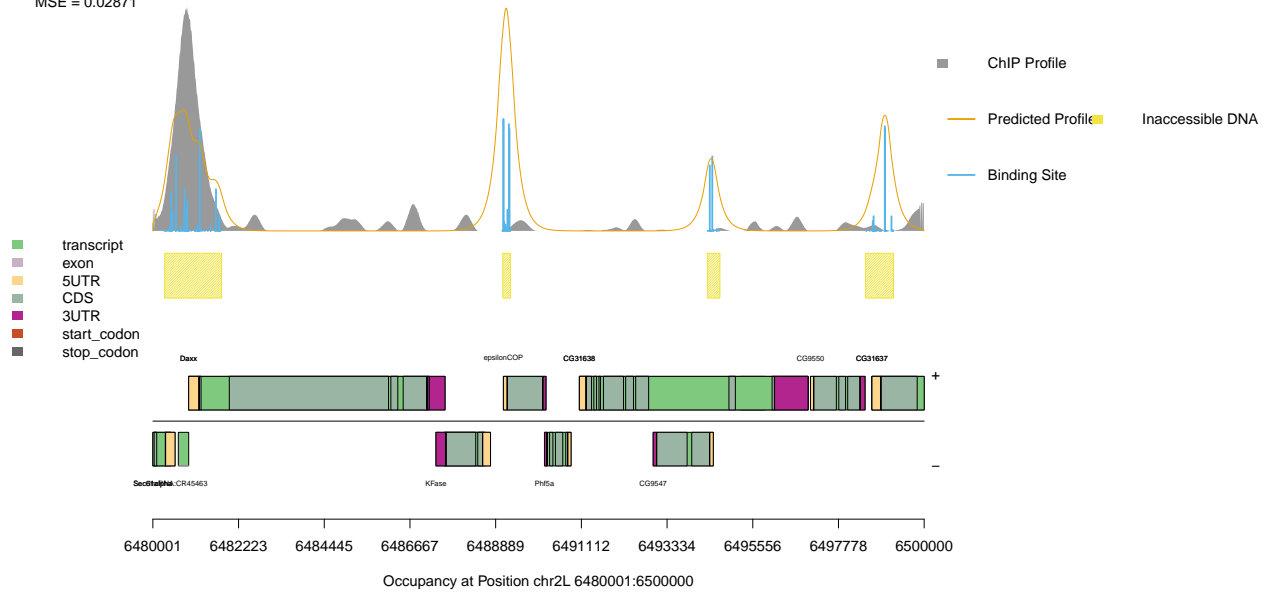 MSE = 0.02871
ChIP Profile
Predicted Profile
Inaccessible DNA
Binding Site
transcript
exon
5UTR
CDS
3UTR
start_codon
stop_codon
Daxx
epsilonCOP
CG31638
CG9550
CG31637
+
−
:CR45463
KFase
Phf5a
CG9547
6480001 6482223 6484445 6486667 6488889 6491112 6493334 6495556 6497778 6500000
Occupancy at Position chr2L 6480001:6500000